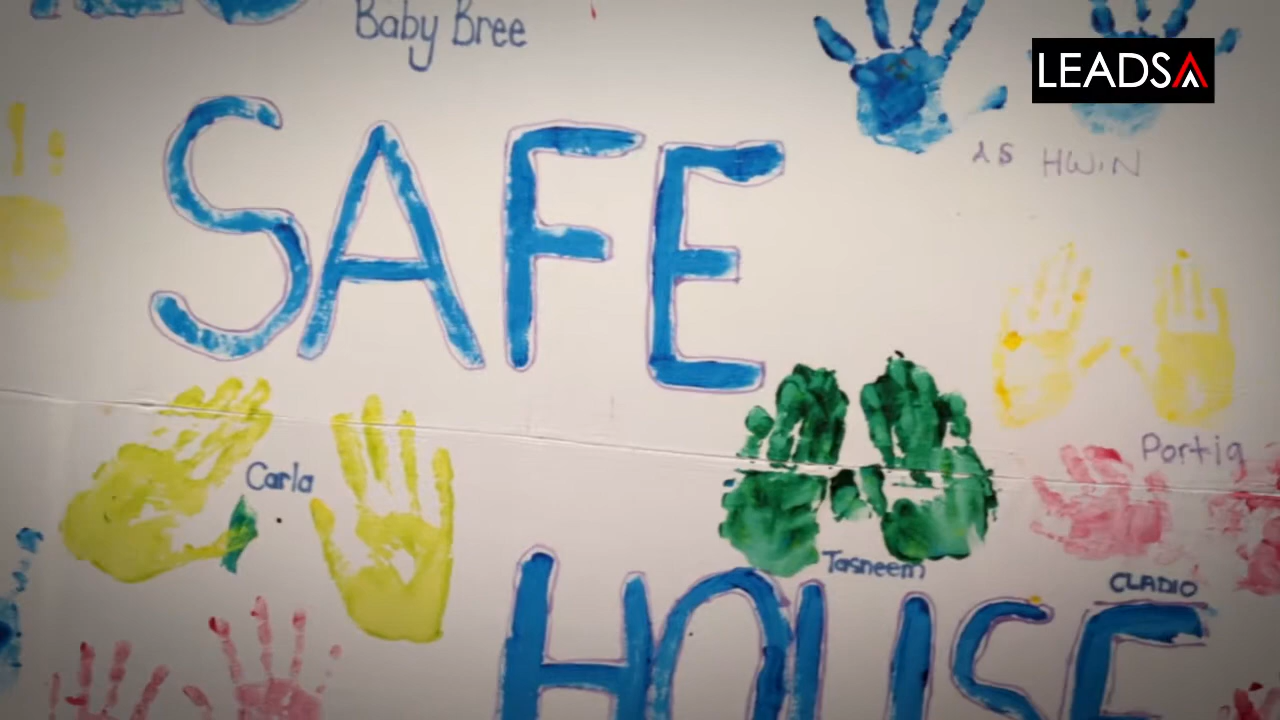 Baby Bree
LEADSA
SAFE
AS HWIN
Portia
Carla
Tasneem
CLADIO
HOUSE